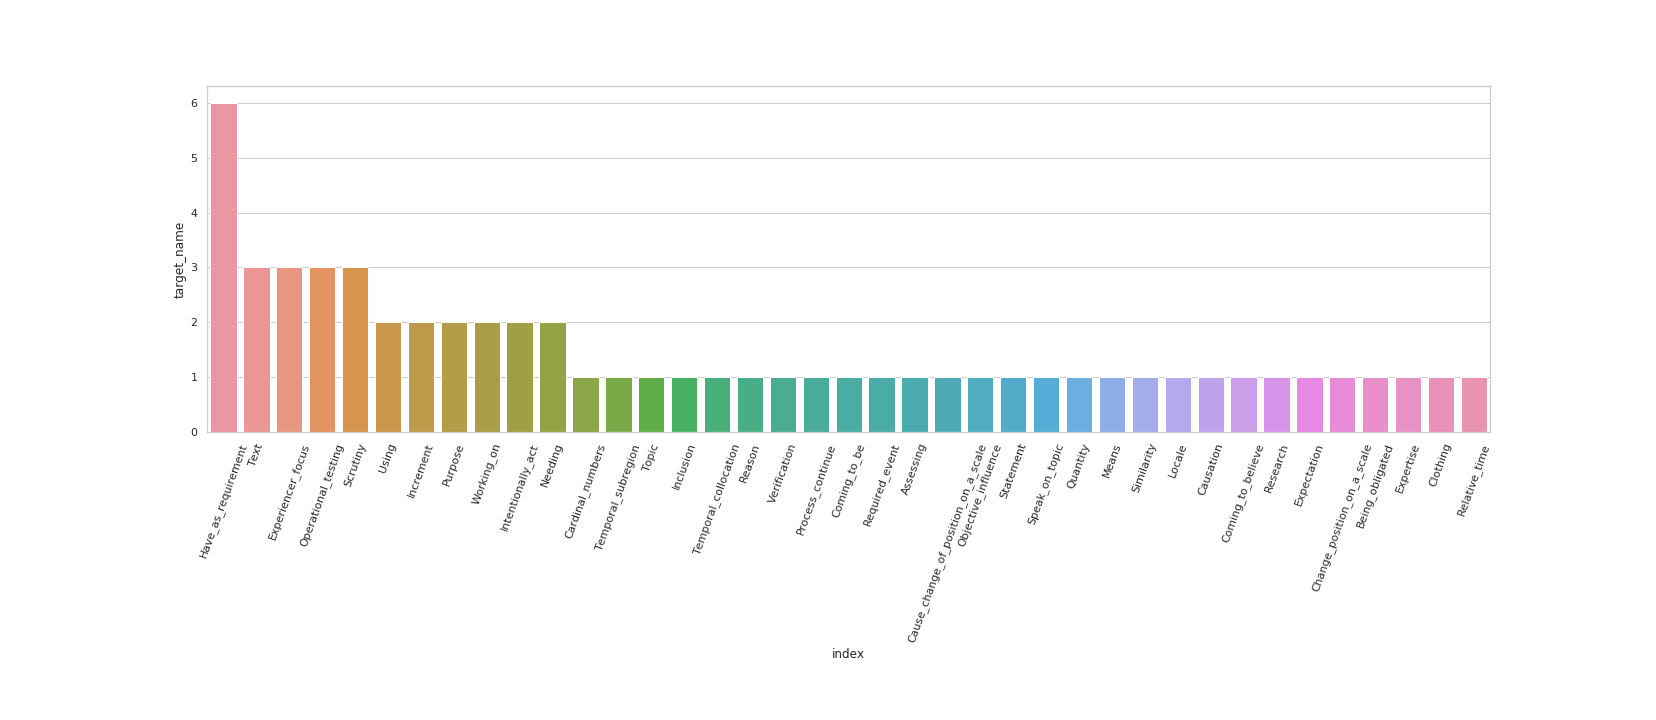 6
5
4
3
2
1
0
target_name
Have_as_requirement
Text
Experiencer_focus
Operational_testing
Scrutiny
Using
Increment
Purpose
Working_on
Intentionally_act
Needing
Cardinal_numbers
Temporal_subregion
Topic
Inclusion
Temporal_collocation
Reason
Verification
Process_continue
Coming_to_be
Required_event
Assessing
Cause_change_of_position_on_a_scale
Objective_influence
Statement
Speak_on_topic
Quantity
Means
Similarity
Locale
Causation
Coming_to_believe
Research
Expectation
Change_position_on_a_scale
Being_obligated
Expertise
Clothing
Relative_time
index